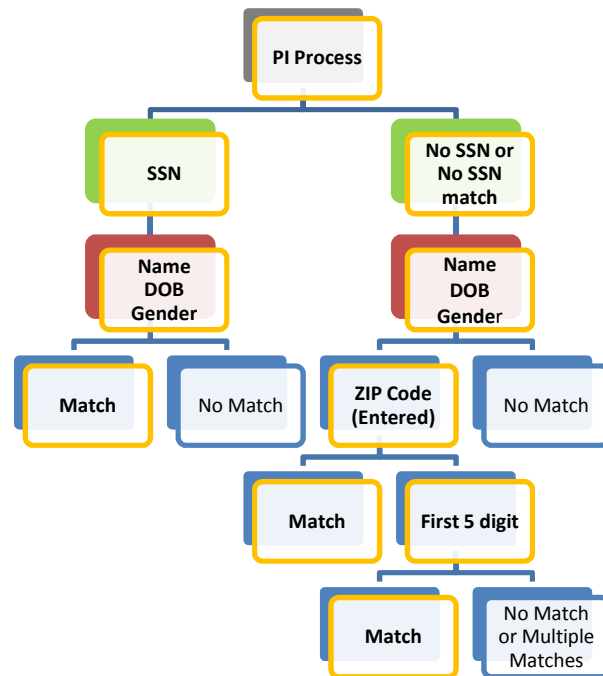 PI Process
SSN
No SSN or
No SSN
match
Name
DOB
Gender
Name
DOB
Gender
Match
No Match
ZIP Code
(Entered)
No Match
Match
First 5 digit
Match
No Match
or Multiple
Matches